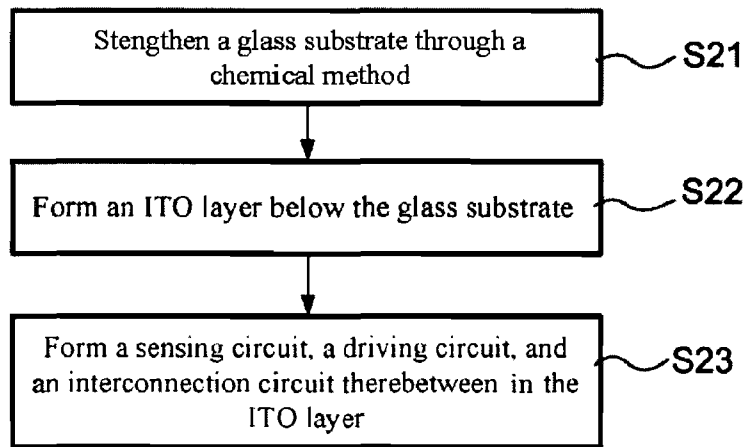 Stengthen a glass substrate through a
chemical method
S21
Form an ITO layer below the glass substrate
S22
Form a sensing circuit, a driving circuit, and
an interconnection circuit therebetween in the
ITO layer
S23